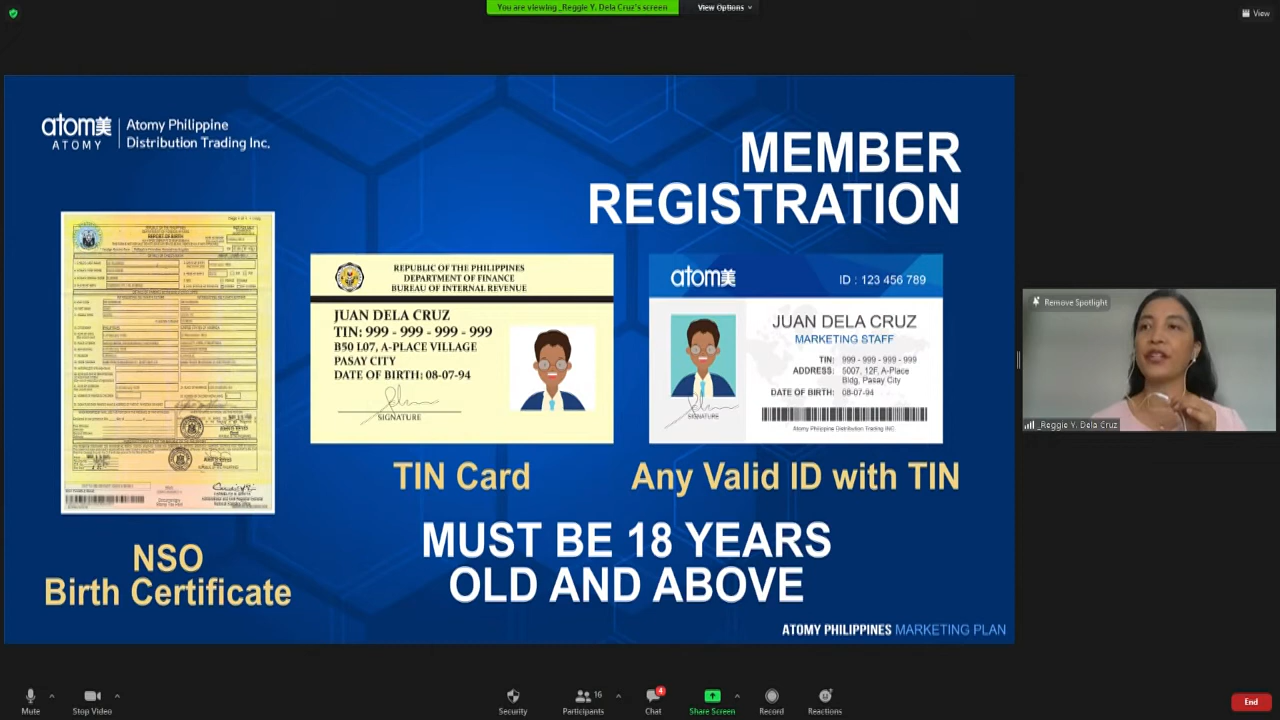 You are viewing _Reggie Y. Dela Cruz's screen
View Options
View
atom美
ATOMY
Atomy Philippine
Distribution Trading Inc.
MEMBER
REGISTRATION
REPORT OF BIRTH
REPUBLIC OF THE PHILIPPINES
DEPARTMENT OF FINANCE
BUREAU OF INTERNAL REVENUE
JUAN DELA CRUZ
TIN: 999 - 999 - 999 - 999
B50 L07, A-PLACE VILLAGE
PASAY CITY
DATE OF BIRTH: 08-07-94
SIGNATURE
atom美
ID : 123 456 789
JUAN DELA CRUZ
MARKETING STAFF
TIN: 999 - 999 - 999 - 999
ADDRESS: 5007, 12F, A-Place
Bldg, Pasay City
DATE OF BIRTH: 08-07-94
SIGNATURE
Atomy Philippine Distribution Trading INC.
Remove Spotlight
_Reggie Y. Dela Cruz
TIN Card
Any Valid ID with TIN
NSO
Birth Certificate
MUST BE 18 YEARS
OLD AND ABOVE
ATOMY PHILIPPINES MARKETING PLAN
Mute
Stop Video
Security
16
Participants
4
Chat
Share Screen
Record
Reactions
End